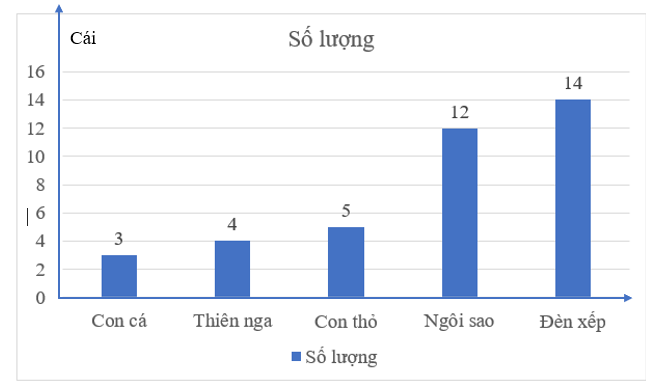 Cái
Số lượng
16
14
12
10
8
6
4
2
0
3
4
5
12
14
Con cá
Thiên nga
Con thỏ
Ngôi sao
Đèn xếp
Số lượng